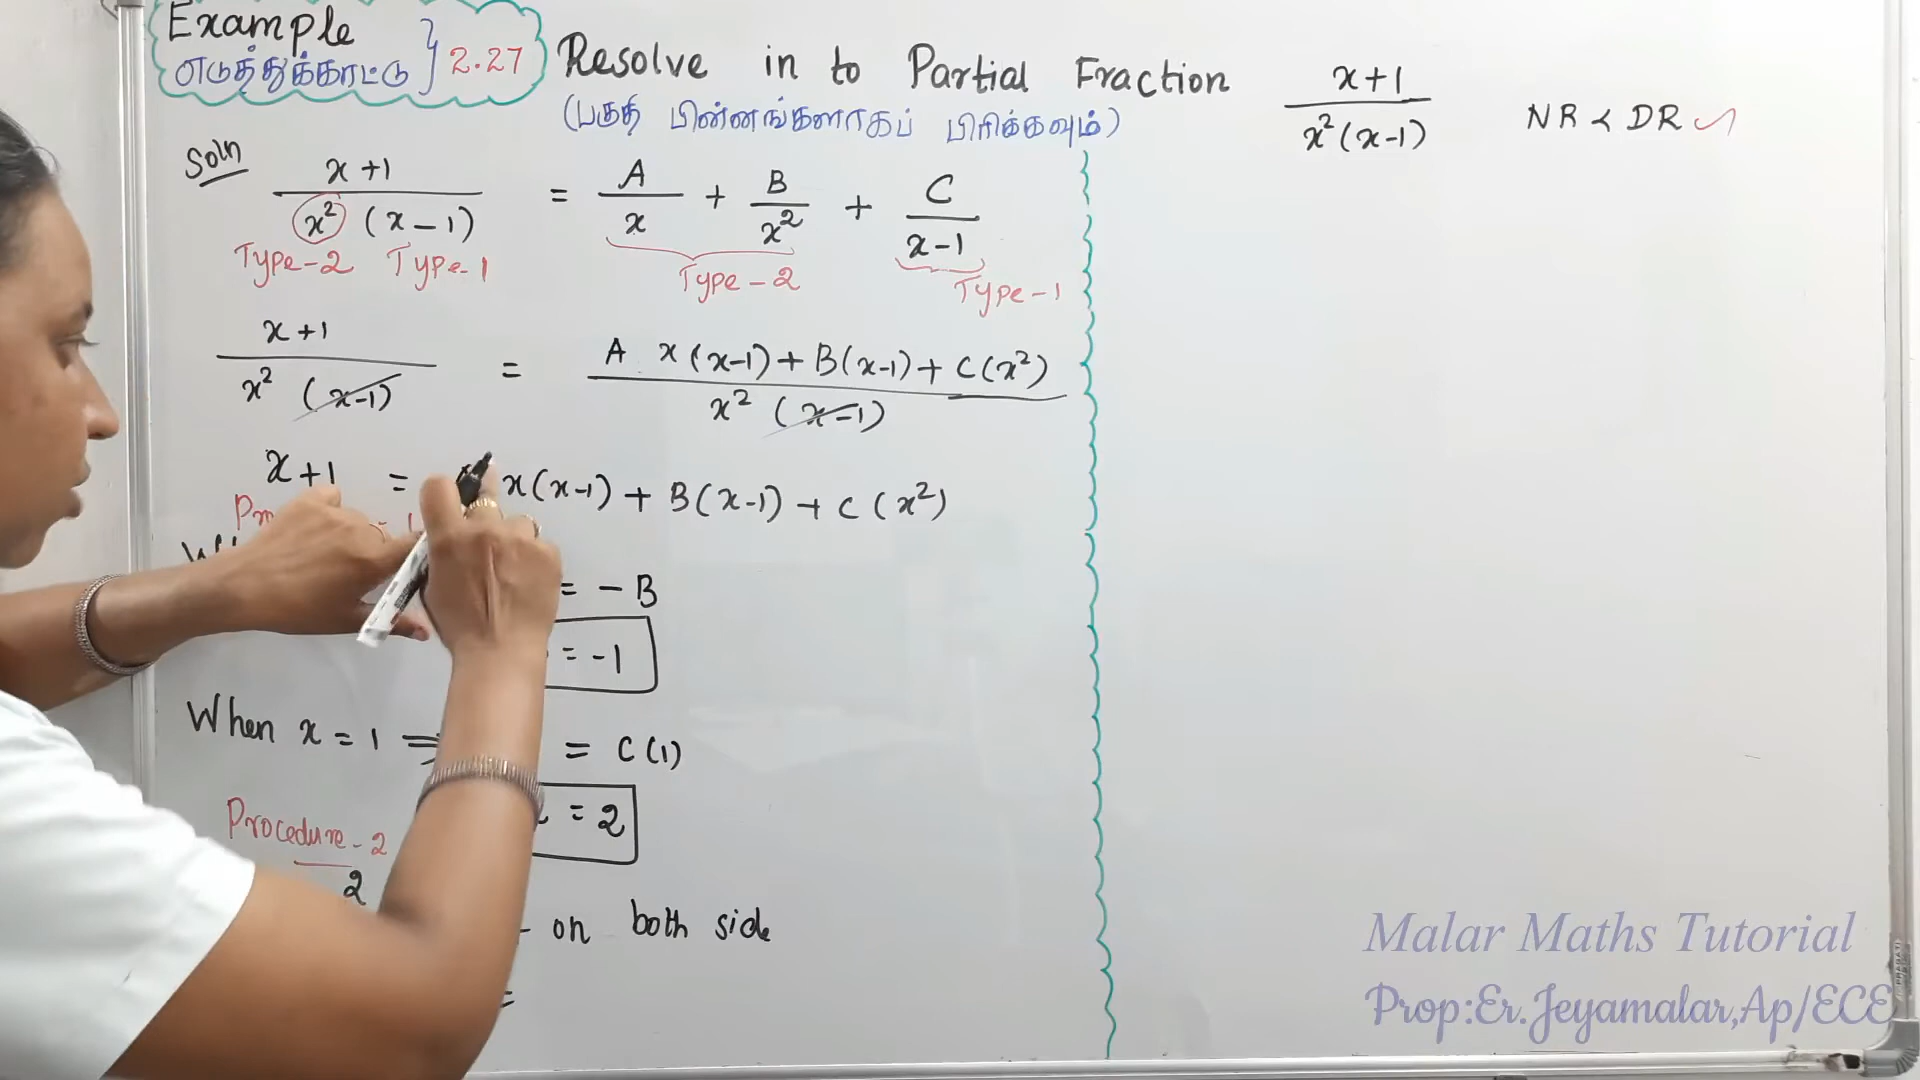 Example
எடுத்துக்காட்டு } 2.27
Resolve in to Partial Fraction x+1 / x²(x-1)
(பகுதி பின்னங்களாகப் பிரிக்கவும்)
NR < DR ✓
Soln
x+1 / x² (x-1) = A/x + B/x² + C/x-1
Type-2 Type-1 Type-2 Type-1
x+1 / x² (x-1) = A x(x-1) + B(x-1) + C(x²) / x² (x-1)
x+1 = x(x-1) + B(x-1) + C(x²)
= -B
= -1
When x = 1 ⇒ = C(1)
= 2
Procedure-2
2
on both side
=
Malar Maths Tutorial
Prop:Er.Jeyamalar,Ap/ECE